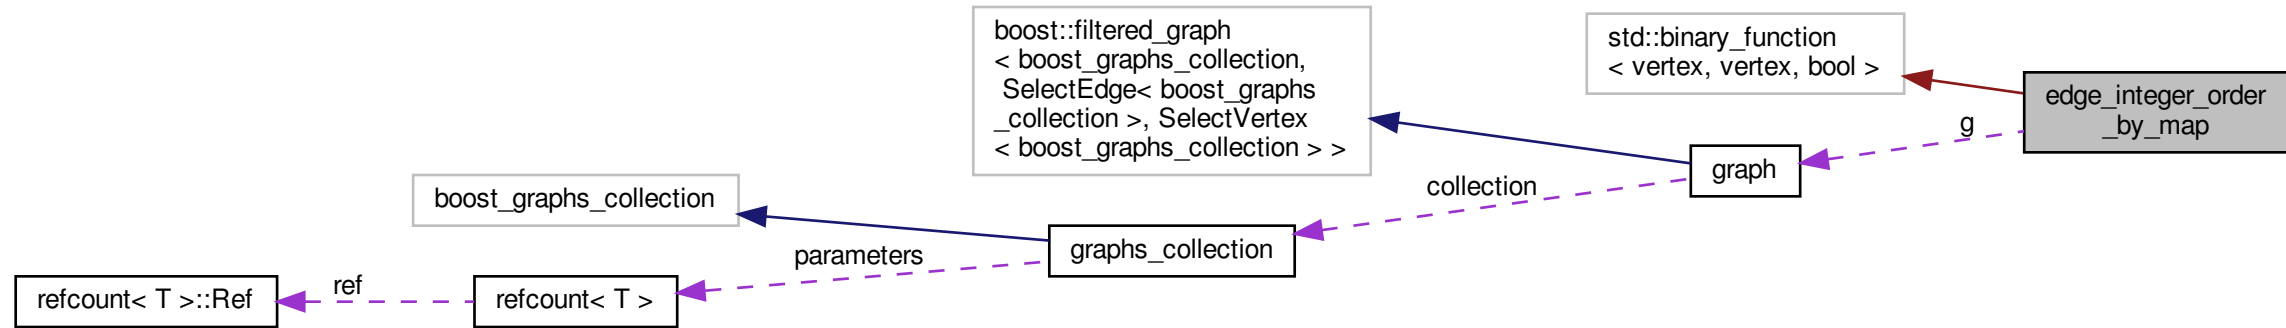 boost::filtered_graph
< boost_graphs_collection,
SelectEdge< boost_graphs
_collection >, SelectVertex
< boost_graphs_collection > >
std::binary_function
< vertex, vertex, bool >
edge_integer_order
_by_map
g
graph
collection
boost_graphs_collection
graphs_collection
parameters
refcount< T >
ref
refcount< T >::Ref